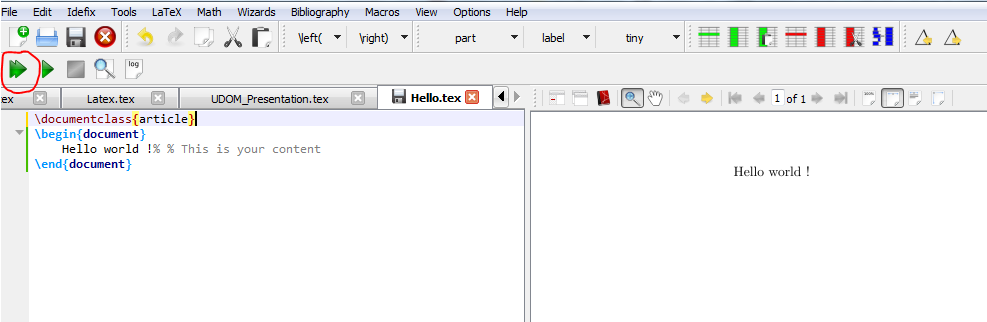 File Edit Idefix Tools LaTeX Math Wizards Bibliography Macros View Options Help
\left( \right) part label tiny
log
ex Latex.tex UDOM_Presentation.tex Hello.tex 1 of 1
\documentclass{article}
\begin{document}
Hello world !% % This is your content
\end{document}
Hello world !